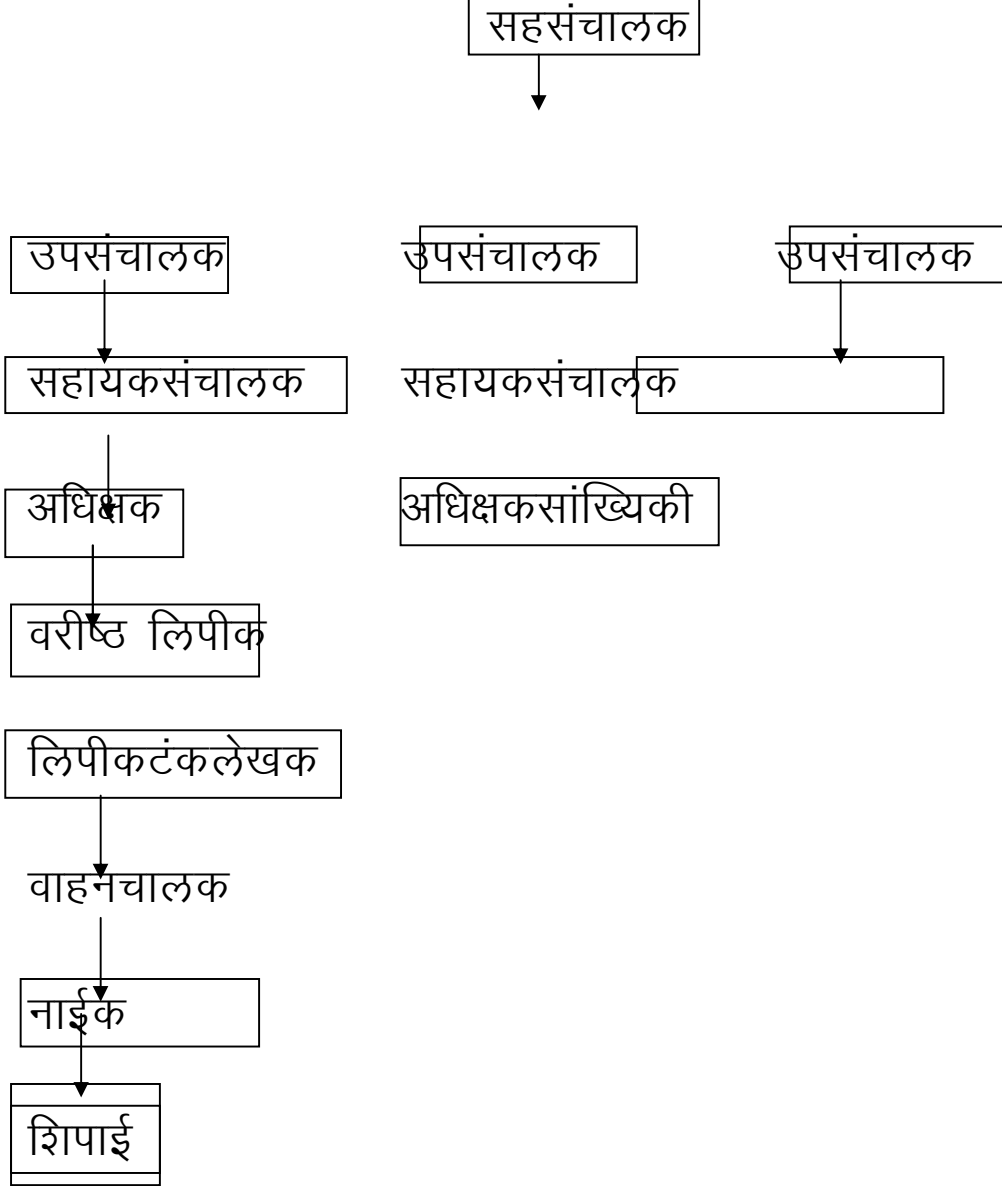 सहसंचालक
उपसंचालक उपसंचालक उपसंचालक
सहायकसंचालक सहायकसंचालक
अधिक्षक अधिक्षकसांख्यिकी
वरीष्ठ लिपीक
लिपीकटंकलेखक
वाहनचालक
नाईक
शिपाई